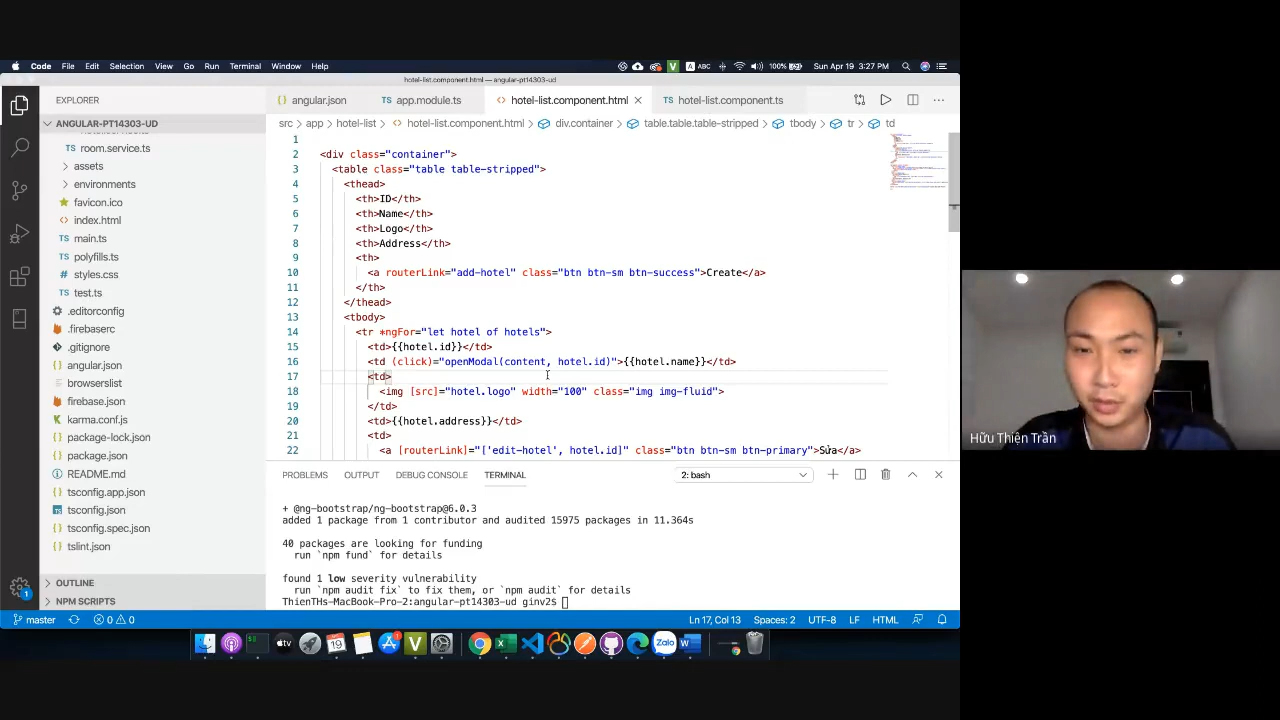 Code File Edit Selection View Go Run Terminal Window Help
V A ABC 100% Sun Apr 19 3:27 PM
hotel-list.component.html — angular-pt14303-ud
EXPLORER
ANGULAR-PT14303-UD
room.service.ts
assets
environments
favicon.ico
index.html
main.ts
polyfills.ts
styles.css
test.ts
.editorconfig
.firebaserc
.gitignore
angular.json
browserslist
firebase.json
karma.conf.js
package-lock.json
package.json
README.md
tsconfig.app.json
tsconfig.json
tsconfig.spec.json
tslint.json
OUTLINE
NPM SCRIPTS
angular.json app.module.ts hotel-list.component.html hotel-list.component.ts
src > app > hotel-list > hotel-list.component.html > div.container > table.table.table-stripped > tbody > tr > td
1
2 <div class="container">
3 <table class="table table-stripped">
4 <thead>
5 <th>ID</th>
6 <th>Name</th>
7 <th>Logo</th>
8 <th>Address</th>
9 <th>
10 <a routerLink="add-hotel" class="btn btn-sm btn-success">Create</a>
11 </th>
12 </thead>
13 <tbody>
14 <tr *ngFor="let hotel of hotels">
15 <td>{{hotel.id}}</td>
16 <td (click)="openModal(content, hotel.id)">{{hotel.name}}</td>
17 <td>
18 <img [src]="hotel.logo" width="100" class="img img-fluid">
19 </td>
20 <td>{{hotel.address}}</td>
21 <td>
22 <a [routerLink]="['edit-hotel', hotel.id]" class="btn btn-sm btn-primary">Sửa</a>
PROBLEMS OUTPUT DEBUG CONSOLE TERMINAL 2: bash
+ @ng-bootstrap/ng-bootstrap@6.0.3
added 1 package from 1 contributor and audited 15975 packages in 11.364s
40 packages are looking for funding
run `npm fund` for details
found 1 low severity vulnerability
run `npm audit fix` to fix them, or `npm audit` for details
ThienTHs-MacBook-Pro-2:angular-pt14303-ud ginv2$
master 0 0 Ln 17, Col 13 Spaces: 2 UTF-8 LF HTML
Hữu Thiện Trần